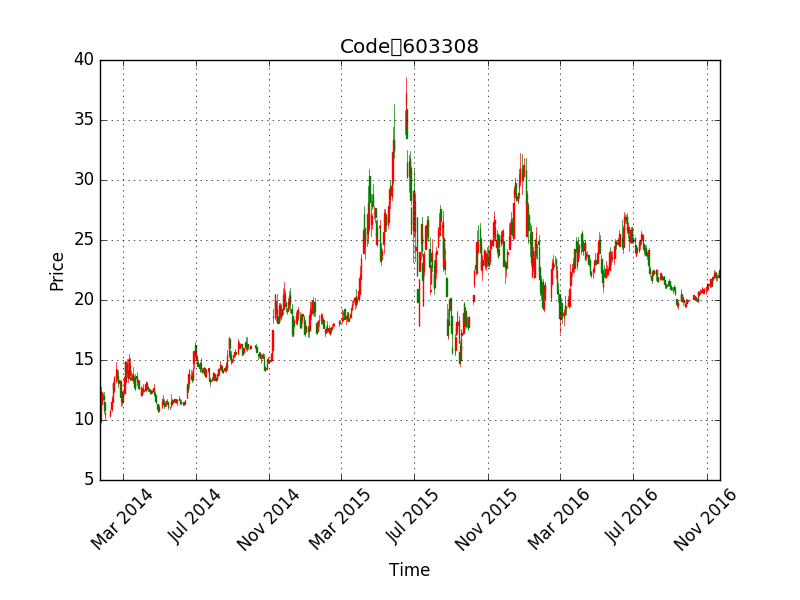 Code▯603308
40
35
30
25
20
15
10
5
Price
Mar 2014
Jul 2014
Nov 2014
Mar 2015
Jul 2015
Nov 2015
Mar 2016
Jul 2016
Nov 2016
Time